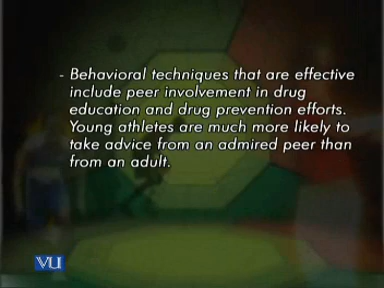 - Behavioral techniques that are effective
include peer involvement in drug
education and drug prevention efforts.
Young athletes are much more likely to
take advice from an admired peer than
from an adult.
VU